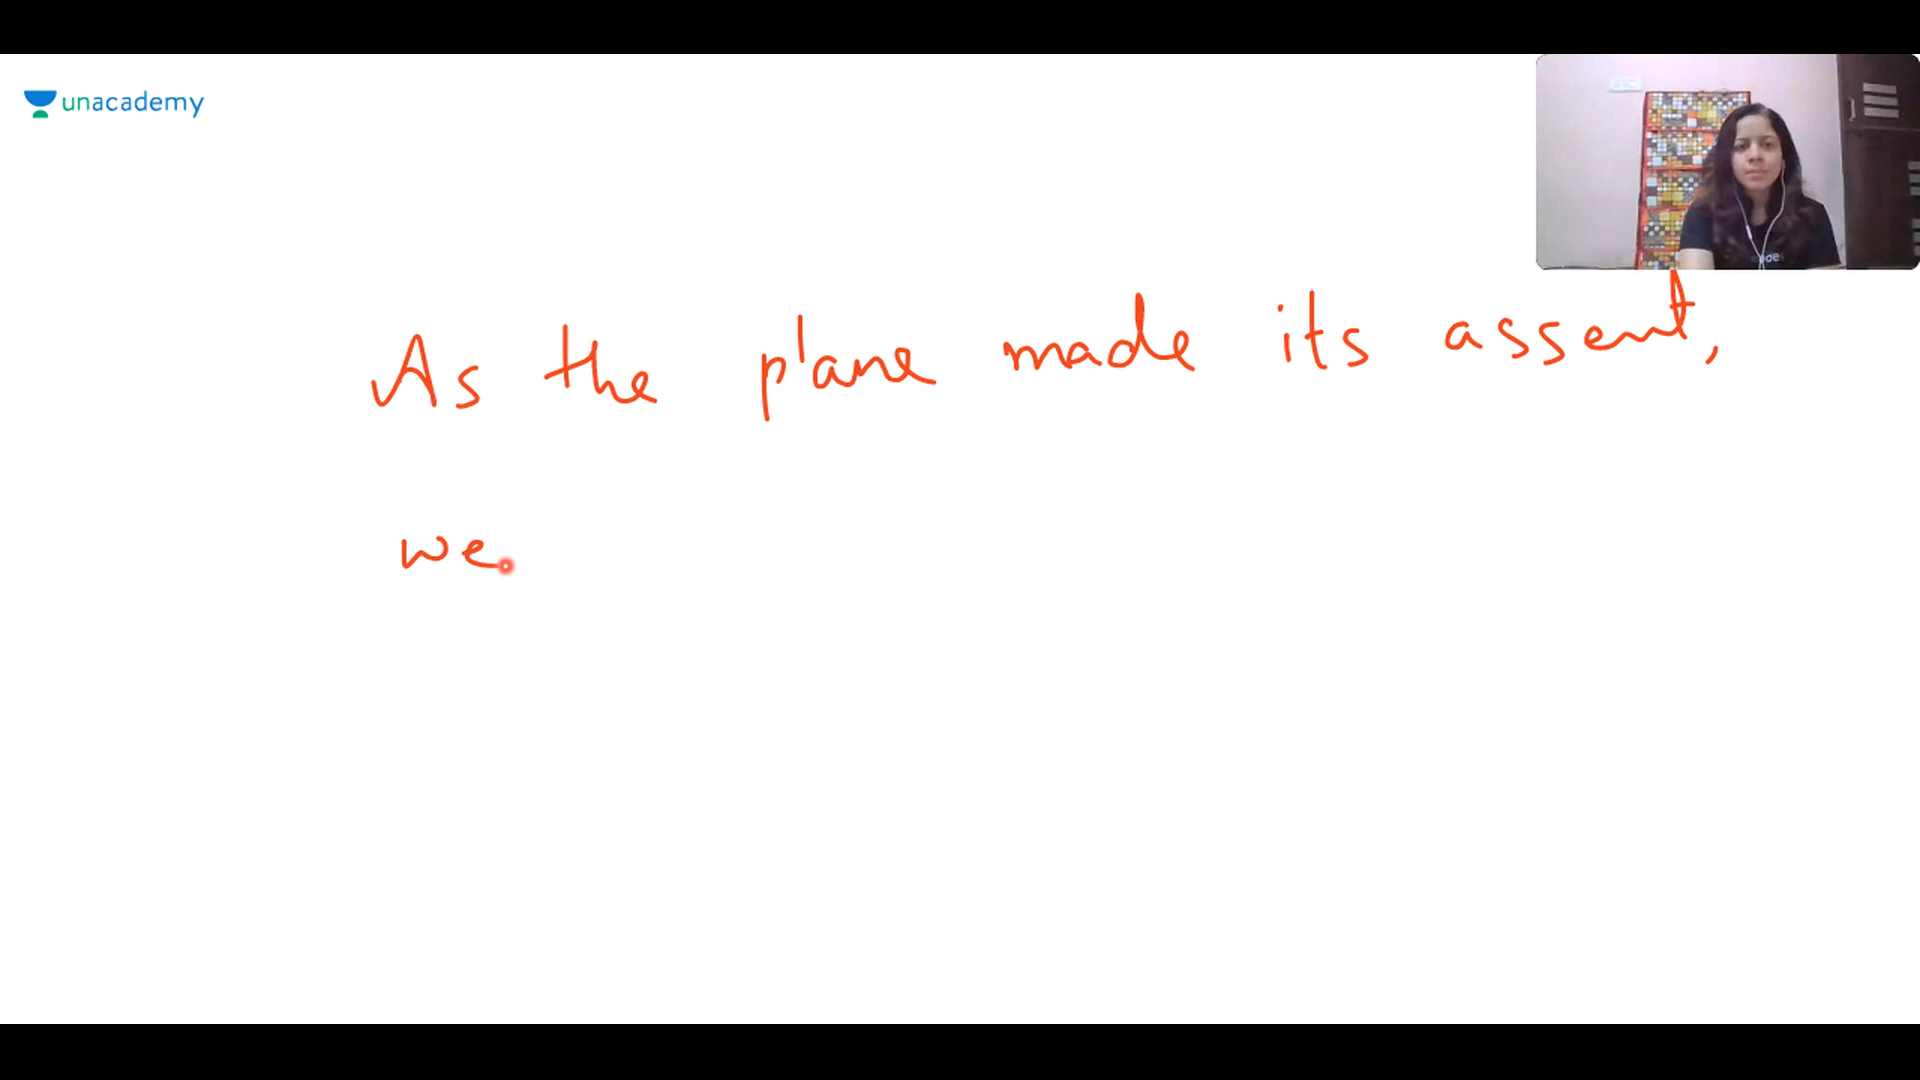 unacademy
As the plane made its assent,
we